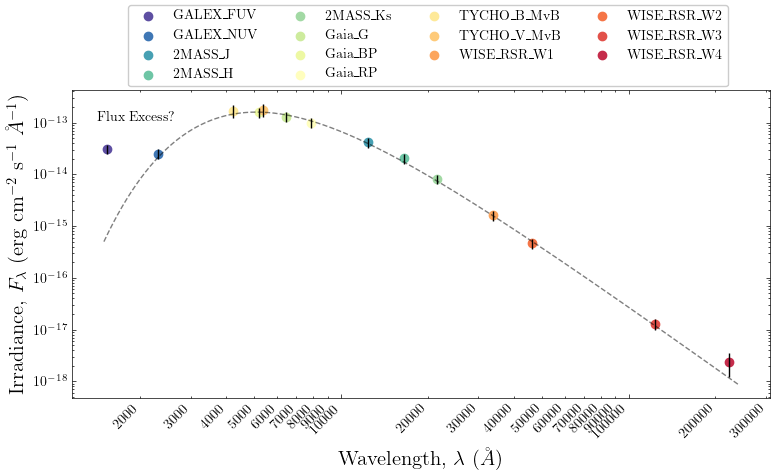 GALEX_FUV 2MASS_Ks TYCHO_B_MvB WISE_RSR_W2
GALEX_NUV Gaia_G TYCHO_V_MvB WISE_RSR_W3
2MASS_J Gaia_BP WISE_RSR_W1 WISE_RSR_W4
2MASS_H Gaia_RP
Flux Excess?
10⁻¹³
10⁻¹⁴
10⁻¹⁵
10⁻¹⁶
10⁻¹⁷
10⁻¹⁸
Irradiance, F_λ (erg cm⁻² s⁻¹ Å⁻¹)
2000 3000 4000 5000 6000 7000 8000 9000 10000 20000 30000 40000 50000 60000 70000 80000 90000 100000 200000 300000
Wavelength, λ (Å)